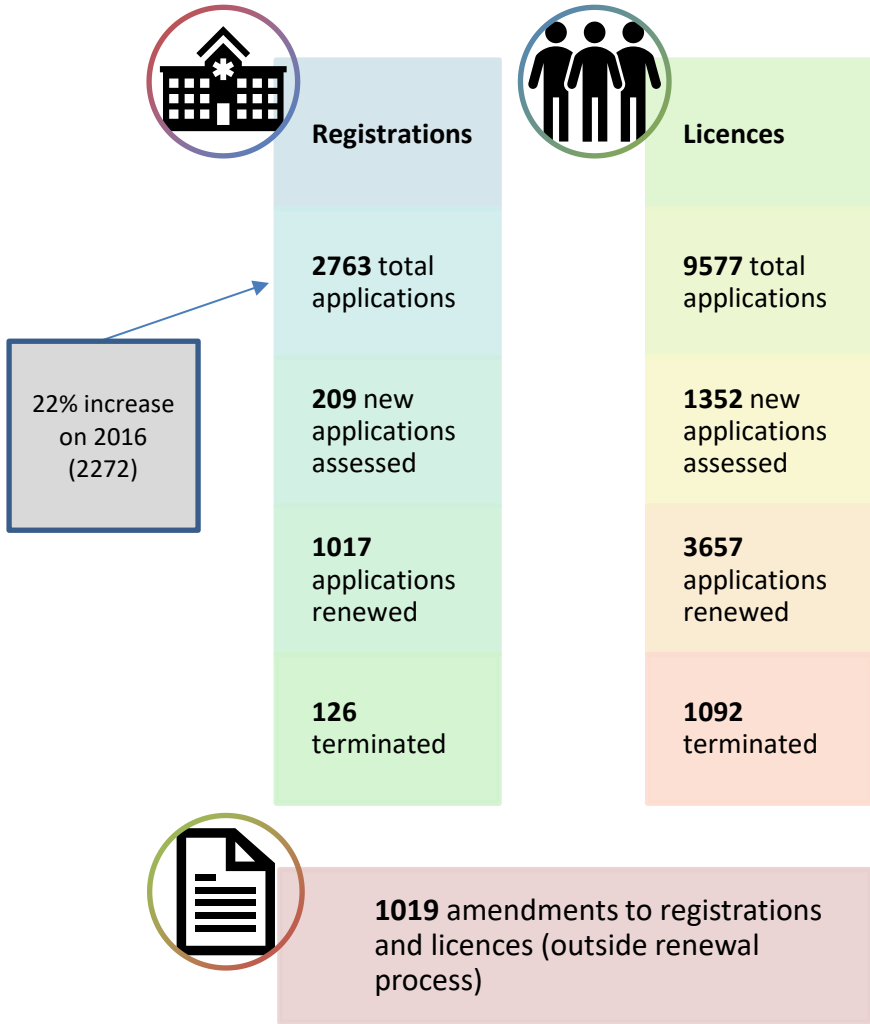 Registrations
2763 total
applications
209 new
applications
assessed
1017
applications
renewed
126
terminated
22% increase
on 2016
(2272)
Licences
9577 total
applications
1352 new
applications
assessed
3657
applications
renewed
1092
terminated
1019 amendments to registrations
and licences (outside renewal
process)